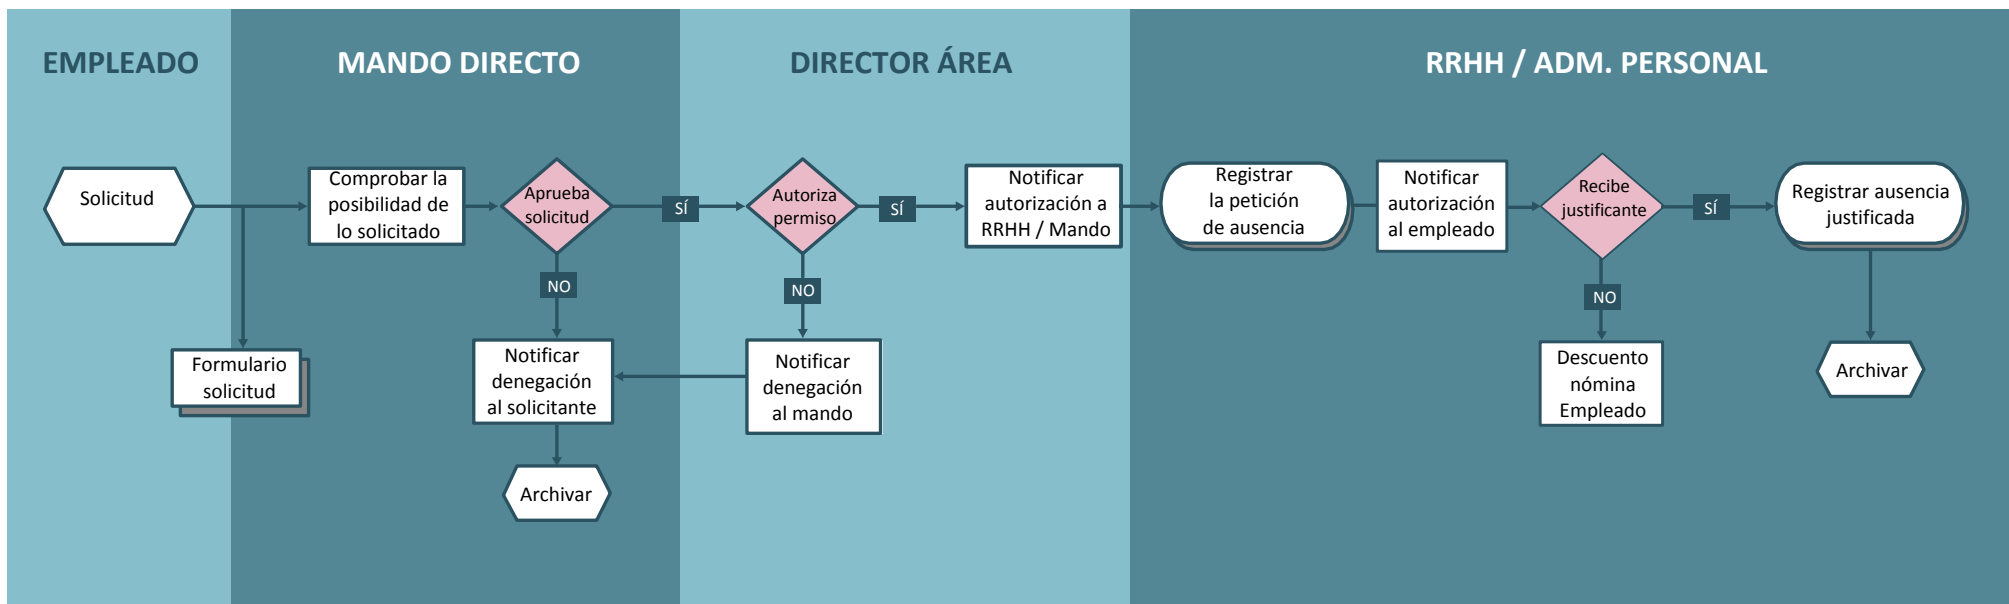 EMPLEADO
MANDO DIRECTO
DIRECTOR ÁREA
RRHH / ADM. PERSONAL
Solicitud
Formulario
solicitud
Comprobar la
posibilidad de
lo solicitado
Aprueba
solicitud
SÍ
NO
Notificar
denegación
al solicitante
Archivar
Autoriza
permiso
SÍ
NO
Notificar
denegación
al mando
Notificar
autorización a
RRHH / Mando
Registrar
la petición
de ausencia
Notificar
autorización
al empleado
Recibe
justificante
SÍ
NO
Descuento
nómina
Empleado
Registrar ausencia
justificada
Archivar